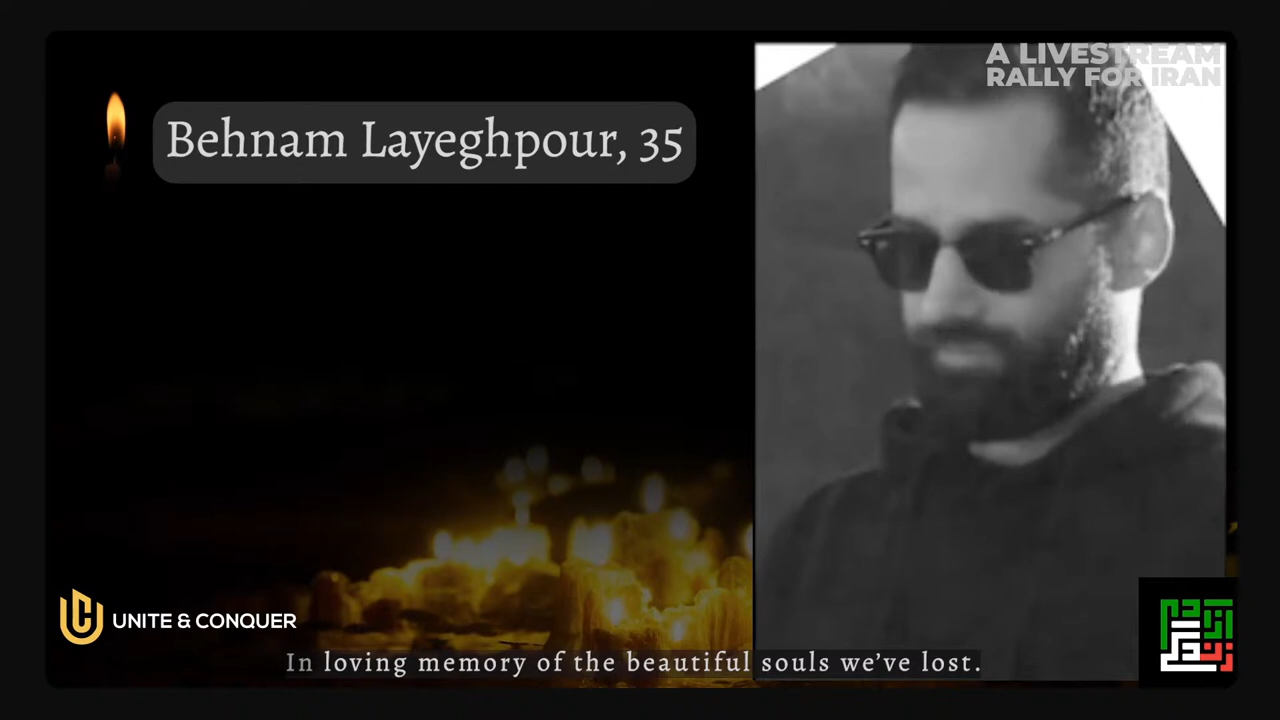 A LIVESTREAM
RALLY FOR IRAN
Behnam Layeghpour, 35
UNITE & CONQUER
In loving memory of the beautiful souls we've lost.